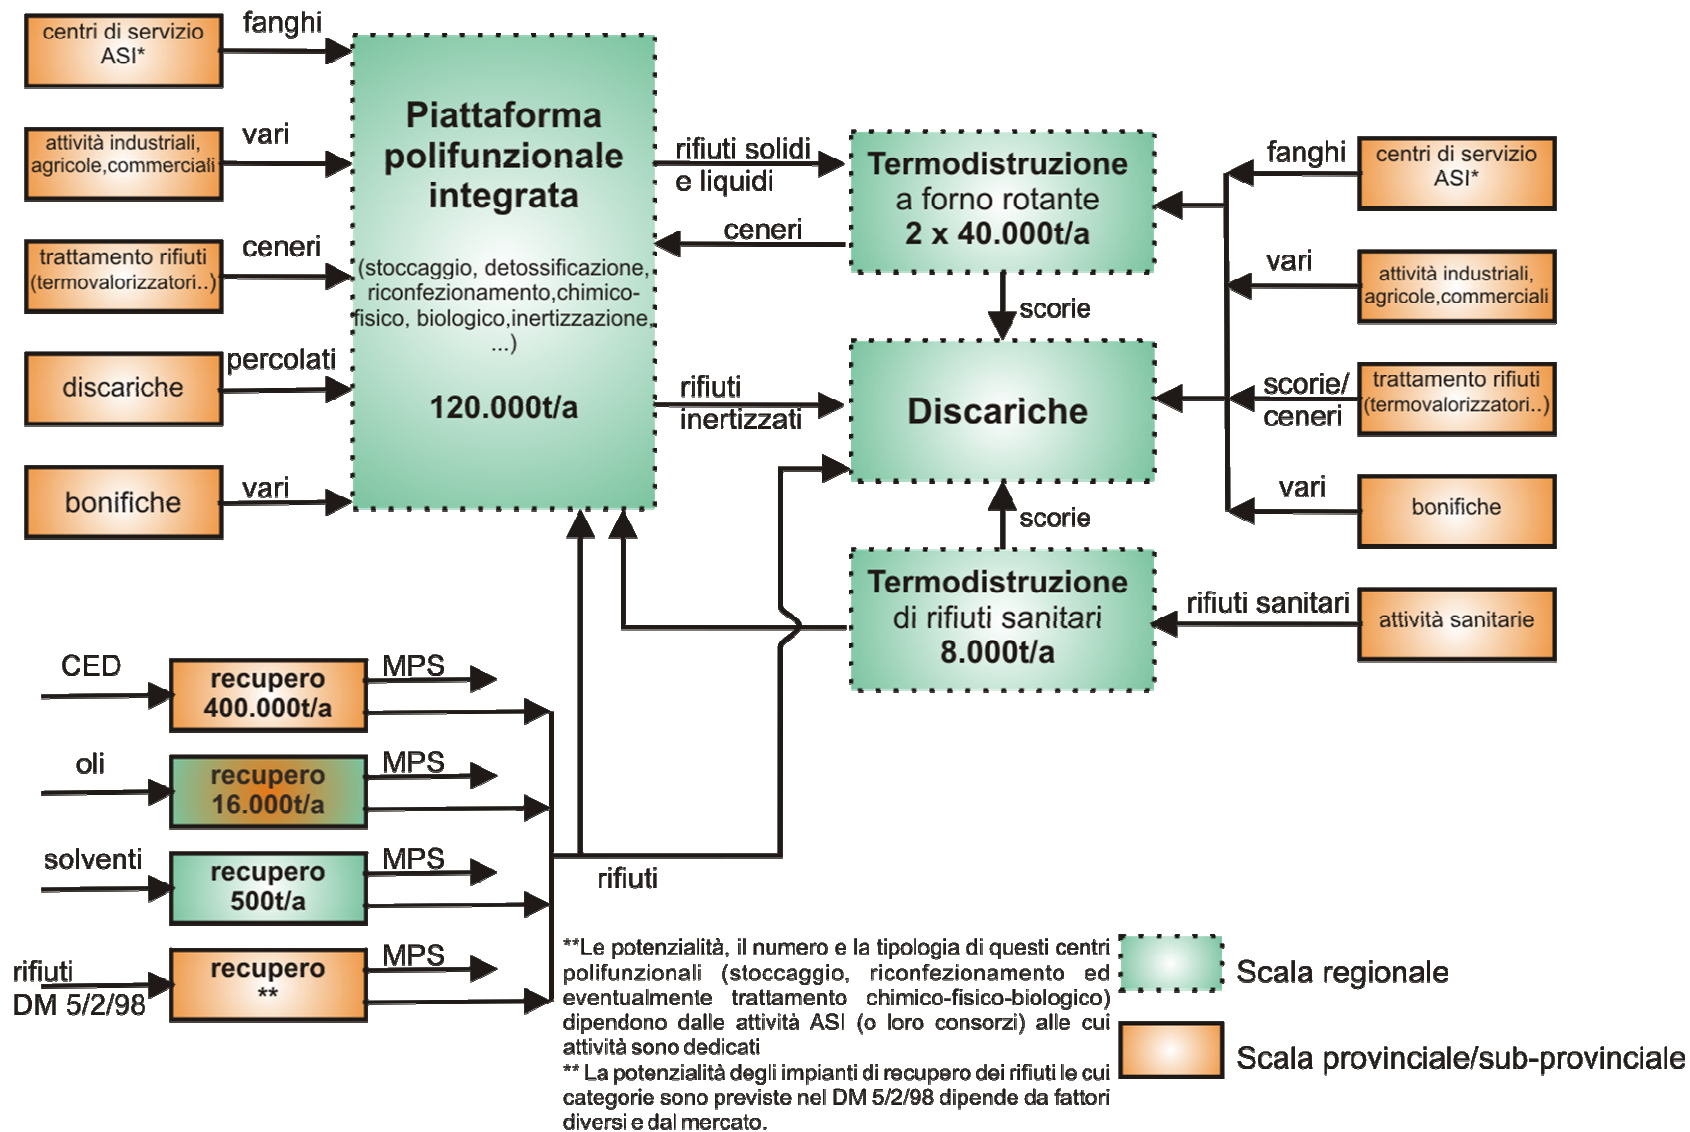 centri di servizio
ASI*
fanghi
attività industriali,
agricole,commerciali
vari
trattamento rifiuti
(termovalorizzatori..)
ceneri
discariche
percolati
bonifiche
vari
Piattaforma
polifunzionale
integrata
(stoccaggio, detossificazione,
riconfezionamento,chimico-
fisico, biologico,inertizzazione,
...)
120.000t/a
rifiuti solidi
e liquidi
ceneri
rifiuti
inertizzati
Termodistruzione
a forno rotante
2 x 40.000t/a
scorie
Discariche
scorie
Termodistruzione
di rifiuti sanitari
8.000t/a
fanghi
centri di servizio
ASI*
vari
attività industriali,
agricole,commerciali
scorie/
ceneri
trattamento rifiuti
(termovalorizzatori..)
vari
bonifiche
rifiuti sanitari
attività sanitarie
CED
recupero
400.000t/a
MPS
oli
recupero
16.000t/a
MPS
solventi
recupero
500t/a
MPS
rifiuti
DM 5/2/98
recupero
**
MPS
rifiuti
**Le potenzialità, il numero e la tipologia di questi centri
polifunzionali (stoccaggio, riconfezionamento ed
eventualmente trattamento chimico-fisico-biologico)
dipendono dalle attività ASI (o loro consorzi) alle cui
attività sono dedicati
** La potenzialità degli impianti di recupero dei rifiuti le cui
categorie sono previste nel DM 5/2/98 dipende da fattori
diversi e dal mercato.
Scala regionale
Scala provinciale/sub-provinciale